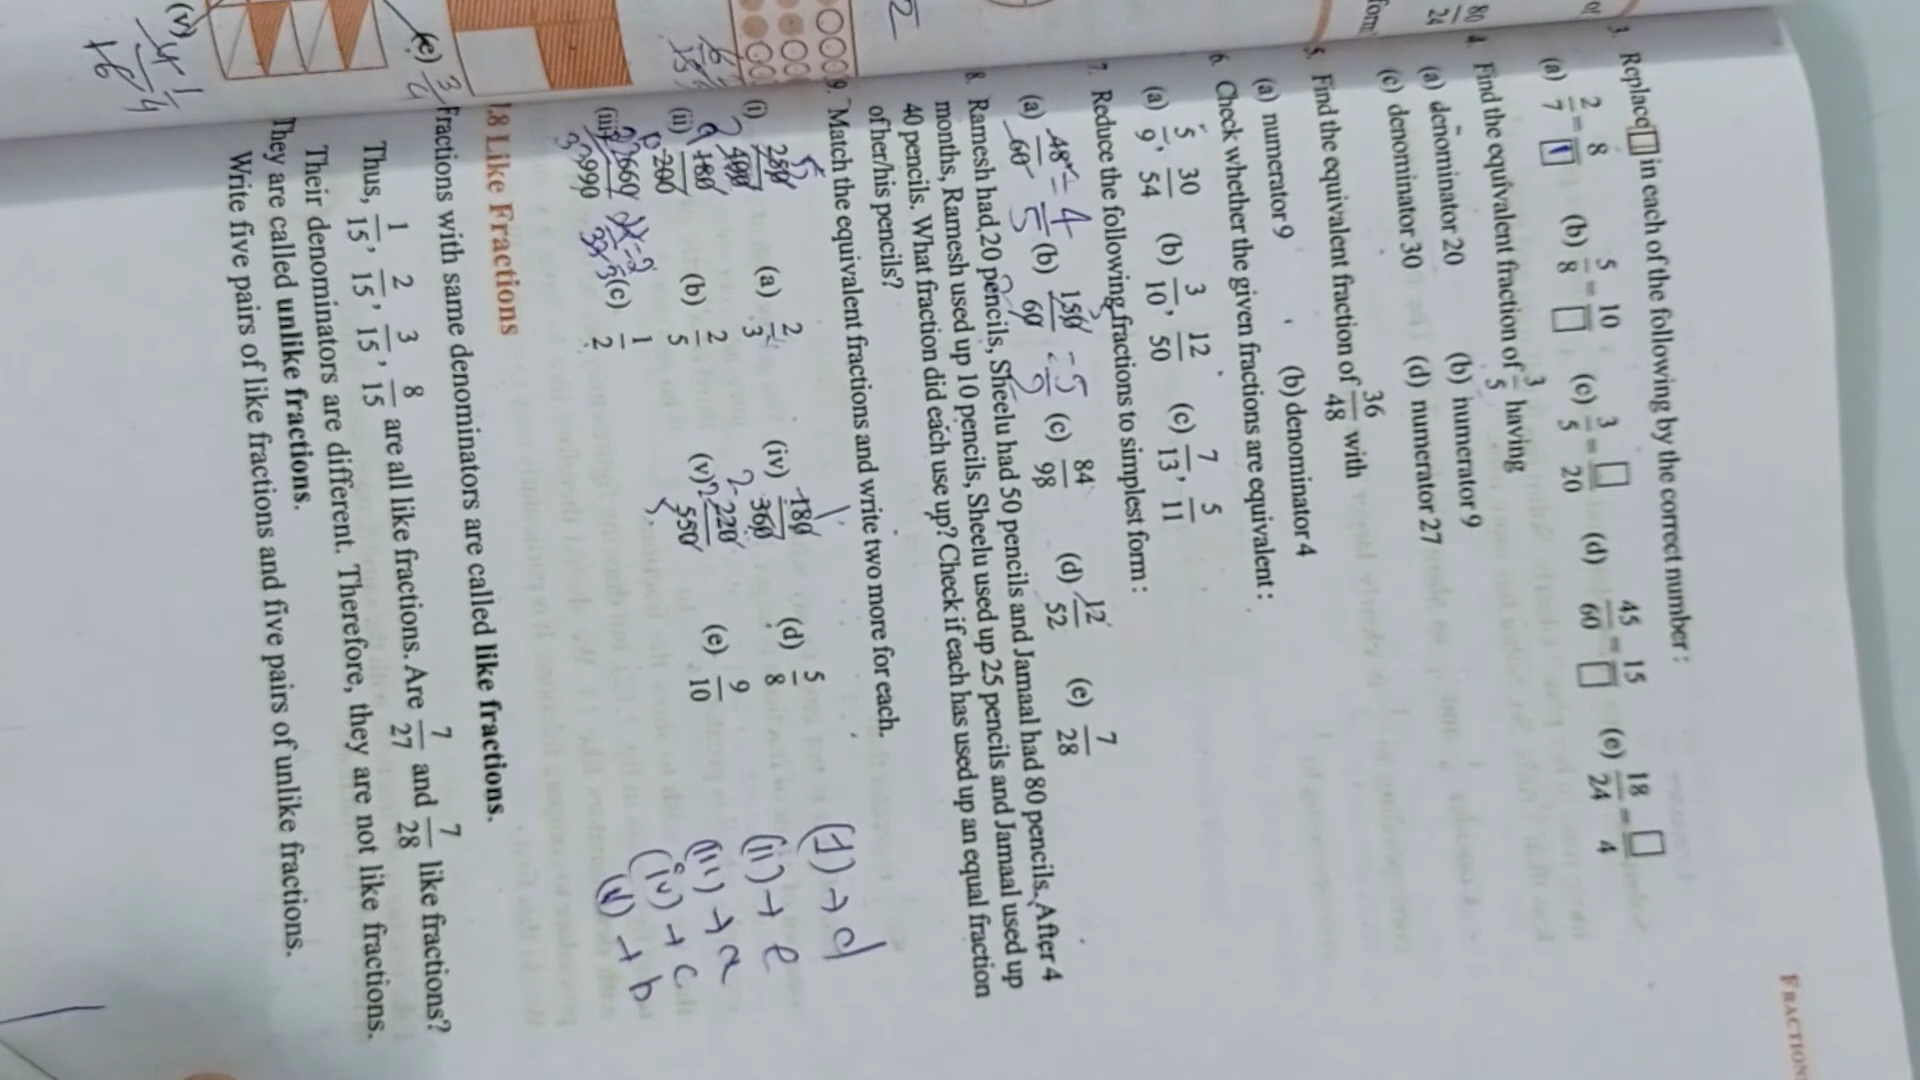 FRACTION
3. Replace □ in each of the following by the correct number :
(a) 2/7 = 8/□ (b) 5/8 = 10/□ (c) 3/5 = □/20 (d) 45/60 = 15/□ (e) 18/24 = □/4
4. Find the equivalent fraction of 3/5 having
(a) denominator 20 (b) numerator 9
(c) denominator 30 (d) numerator 27
5. Find the equivalent fraction of 36/48 with
(a) numerator 9 (b) denominator 4
6. Check whether the given fractions are equivalent :
(a) 5/9, 30/54 (b) 3/10, 12/50 (c) 7/13, 5/11
7. Reduce the following fractions to simplest form :
(a) 48/60 = 4/5 (b) 150/60 (c) 84/98 (d) 12/52 (e) 7/28
8. Ramesh had 20 pencils, Sheelu had 50 pencils and Jamaal had 80 pencils. After 4
months, Ramesh used up 10 pencils, Sheelu used up 25 pencils and Jamaal used up
40 pencils. What fraction did each use up? Check if each has used up an equal fraction
of her/his pencils?
9. Match the equivalent fractions and write two more for each.
(i) 250/400 (a) 2/3 (iv) 180/360 (d) 5/8
(ii) 180/200 (b) 2/5 (v) 220/550 (e) 9/10
(iii) 660/990 (c) 1/2
(i) → d
(ii) → e
(iii) → a
(iv) → c
(v) → b
.8 Like Fractions
Fractions with same denominators are called like fractions.
Thus, 1/15, 2/15, 3/15, 8/15 are all like fractions. Are 7/27 and 7/28 like fractions?
Their denominators are different. Therefore, they are not like fractions.
They are called unlike fractions.
Write five pairs of like fractions and five pairs of unlike fractions.
(e) 3/4
(v)